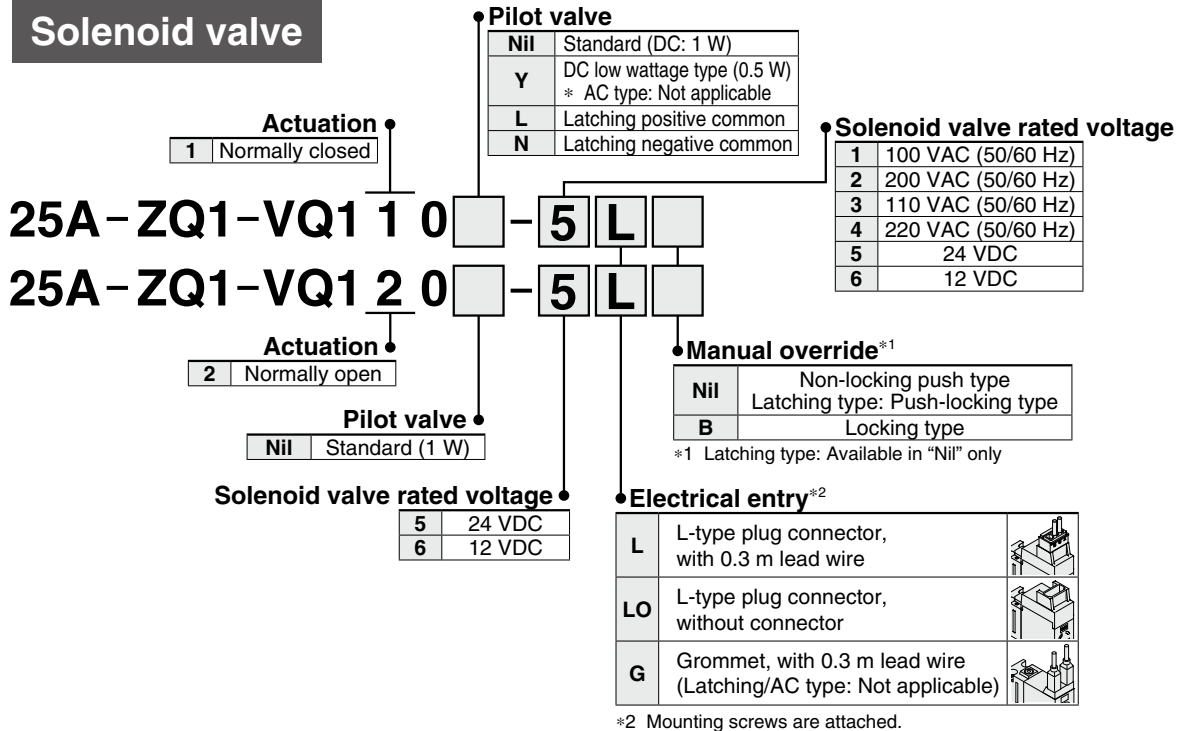 Solenoid valve
Pilot valve
Nil Standard (DC: 1 W)
Y DC low wattage type (0.5 W)
* AC type: Not applicable
L Latching positive common
N Latching negative common
Actuation
1 Normally closed
Solenoid valve rated voltage
1 100 VAC (50/60 Hz)
2 200 VAC (50/60 Hz)
3 110 VAC (50/60 Hz)
4 220 VAC (50/60 Hz)
5 24 VDC
6 12 VDC
25A-ZQ1-VQ1 1 0 - 5 L
25A-ZQ1-VQ1 2 0 - 5 L
Actuation
2 Normally open
Pilot valve
Nil Standard (1 W)
Solenoid valve rated voltage
5 24 VDC
6 12 VDC
Manual override*1
Nil Non-locking push type
Latching type: Push-locking type
B Locking type
*1 Latching type: Available in “Nil” only
Electrical entry*2
L L-type plug connector,
with 0.3 m lead wire
LO L-type plug connector,
without connector
G Grommet, with 0.3 m lead wire
(Latching/AC type: Not applicable)
*2 Mounting screws are attached.